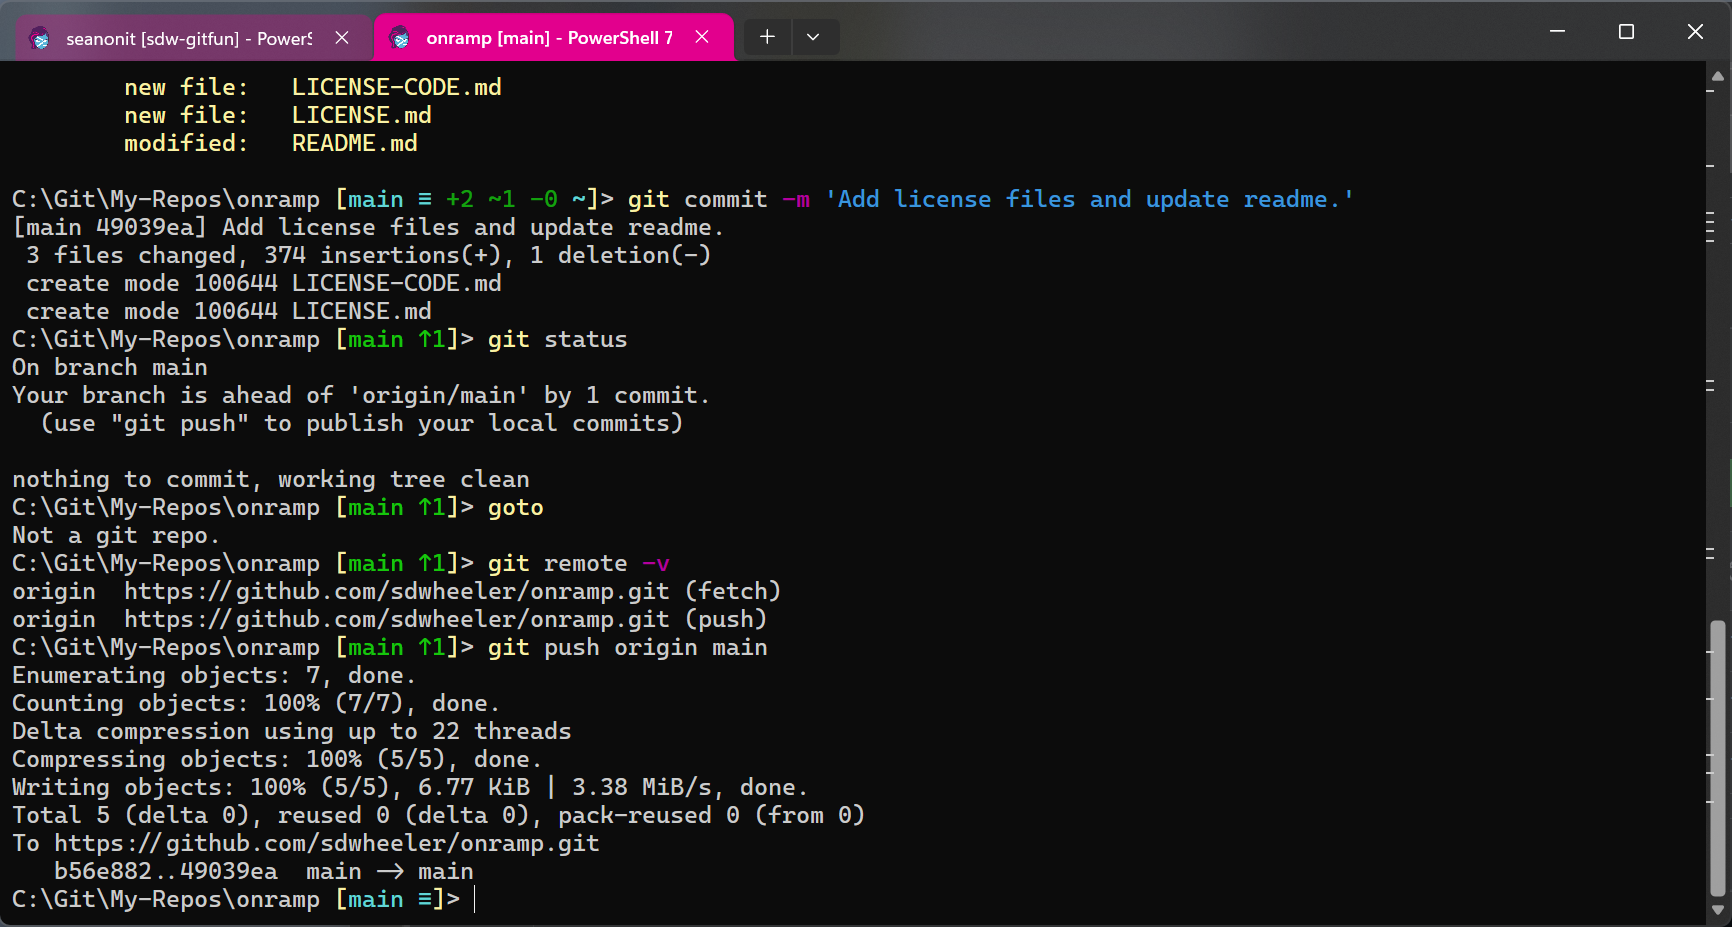 seanonit [sdw-gitfun] - PowerS
onramp [main] - PowerShell 7
new file:   LICENSE-CODE.md
new file:   LICENSE.md
modified:   README.md
C:\Git\My-Repos\onramp [main ≡ +2 ~1 -0 ~]> git commit -m 'Add license files and update readme.'
[main 49039ea] Add license files and update readme.
3 files changed, 374 insertions(+), 1 deletion(-)
create mode 100644 LICENSE-CODE.md
create mode 100644 LICENSE.md
C:\Git\My-Repos\onramp [main ↑1]> git status
On branch main
Your branch is ahead of 'origin/main' by 1 commit.
(use "git push" to publish your local commits)
nothing to commit, working tree clean
C:\Git\My-Repos\onramp [main ↑1]> goto
Not a git repo.
C:\Git\My-Repos\onramp [main ↑1]> git remote -v
origin  https://github.com/sdwheeler/onramp.git (fetch)
origin  https://github.com/sdwheeler/onramp.git (push)
C:\Git\My-Repos\onramp [main ↑1]> git push origin main
Enumerating objects: 7, done.
Counting objects: 100% (7/7), done.
Delta compression using up to 22 threads
Compressing objects: 100% (5/5), done.
Writing objects: 100% (5/5), 6.77 KiB | 3.38 MiB/s, done.
Total 5 (delta 0), reused 0 (delta 0), pack-reused 0 (from 0)
To https://github.com/sdwheeler/onramp.git
b56e882..49039ea  main -> main
C:\Git\My-Repos\onramp [main ≡]>